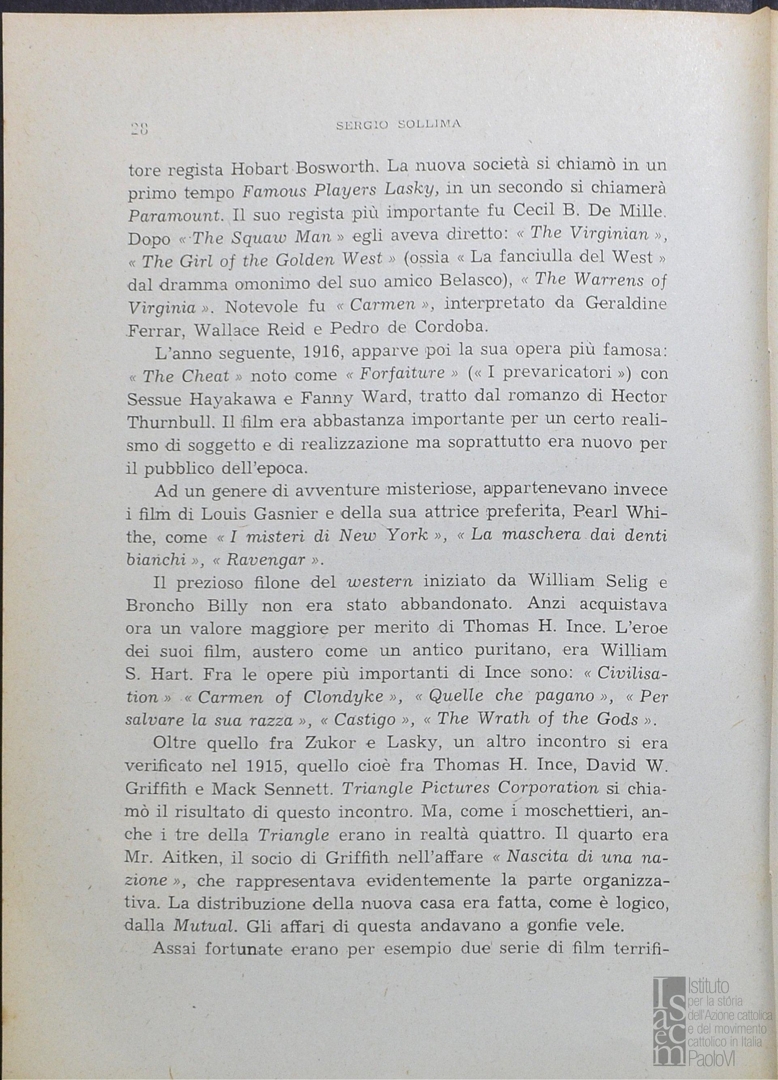 28
SERGIO SOLLIMA
tore regista Hobart Bosworth. La nuova società si chiamò in un
primo tempo Famous Players Lasky, in un secondo si chiamerà
Paramount. Il suo regista più importante fu Cecil B. De Mille.
Dopo « The Squaw Man » egli aveva diretto: « The Virginian »,
« The Girl of the Golden West » (ossia « La fanciulla del West »
dal dramma omonimo del suo amico Belasco), « The Warrens of
Virginia ». Notevole fu « Carmen », interpretato da Geraldine
Ferrar, Wallace Reid e Pedro de Cordoba.
L'anno seguente, 1916, apparve poi la sua opera più famosa:
« The Cheat » noto come « Forfaiture » (« I prevaricatori ») con
Sessue Hayakawa e Fanny Ward, tratto dal romanzo di Hector
Thurnbull. Il film era abbastanza importante per un certo reali-
smo di soggetto e di realizzazione ma soprattutto era nuovo per
il pubblico dell'epoca.
Ad un genere di avventure misteriose, appartenevano invece
i film di Louis Gasnier e della sua attrice preferita, Pearl Whi-
the, come « I misteri di New York », « La maschera dai denti
bianchi », « Ravengar ».
Il prezioso filone del western iniziato da William Selig e
Broncho Billy non era stato abbandonato. Anzi acquistava
ora un valore maggiore per merito di Thomas H. Ince. L'eroe
dei suoi film, austero come un antico puritano, era William
S. Hart. Fra le opere più importanti di Ince sono: « Civilisa-
tion » « Carmen of Clondyke », « Quelle che pagano », « Per
salvare la sua razza », « Castigo », « The Wrath of the Gods ».
Oltre quello fra Zukor e Lasky, un altro incontro si era
verificato nel 1915, quello cioè fra Thomas H. Ince, David W.
Griffith e Mack Sennett. Triangle Pictures Corporation si chia-
mò il risultato di questo incontro. Ma, come i moschettieri, an-
che i tre della Triangle erano in realtà quattro. Il quarto era
Mr. Aitken, il socio di Griffith nell'affare « Nascita di una na-
zione », che rappresentava evidentemente la parte organizza-
tiva. La distribuzione della nuova casa era fatta, come è logico,
dalla Mutual. Gli affari di questa andavano a gonfie vele.
Assai fortunate erano per esempio due serie di film terrifi-
Isacem
Istituto
per la stória
dell'Azione cattolica
e del movimento
cattolico in Italia
PaoloVI